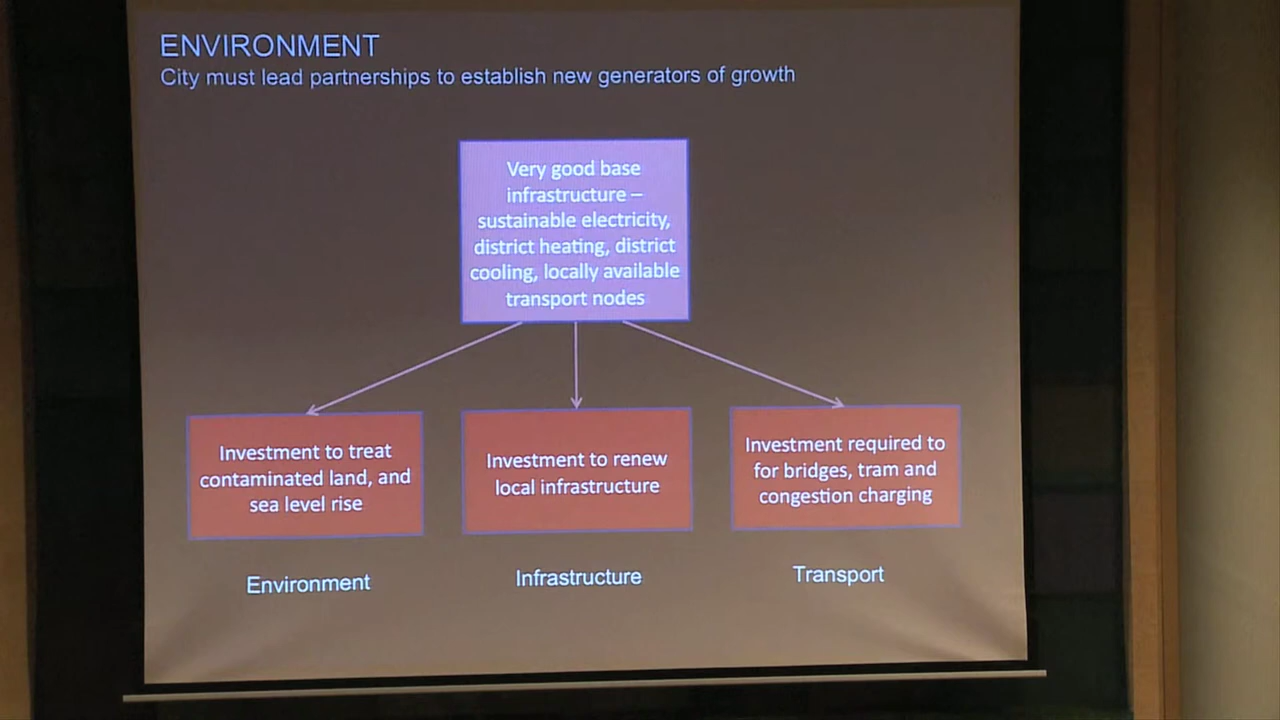 ENVIRONMENT
City must lead partnerships to establish new generators of growth
Very good base
infrastructure –
sustainable electricity,
district heating, district
cooling, locally available
transport nodes
Investment to treat
contaminated land, and
sea level rise
Investment to renew
local infrastructure
Investment required to
for bridges, tram and
congestion charging
Environment
Infrastructure
Transport